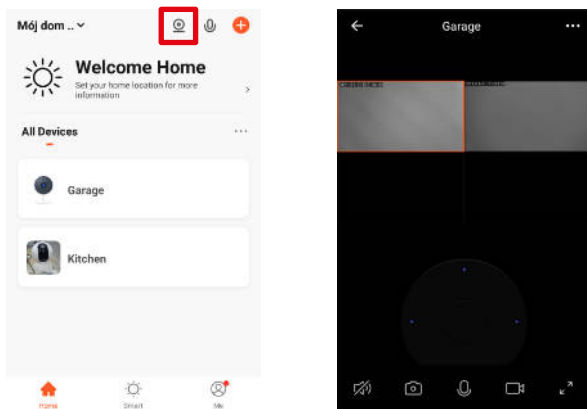 Mój dom ..
Welcome Home
Set your home location for more
information
All Devices
Garage
Kitchen
Home
Smart
Me
Garage